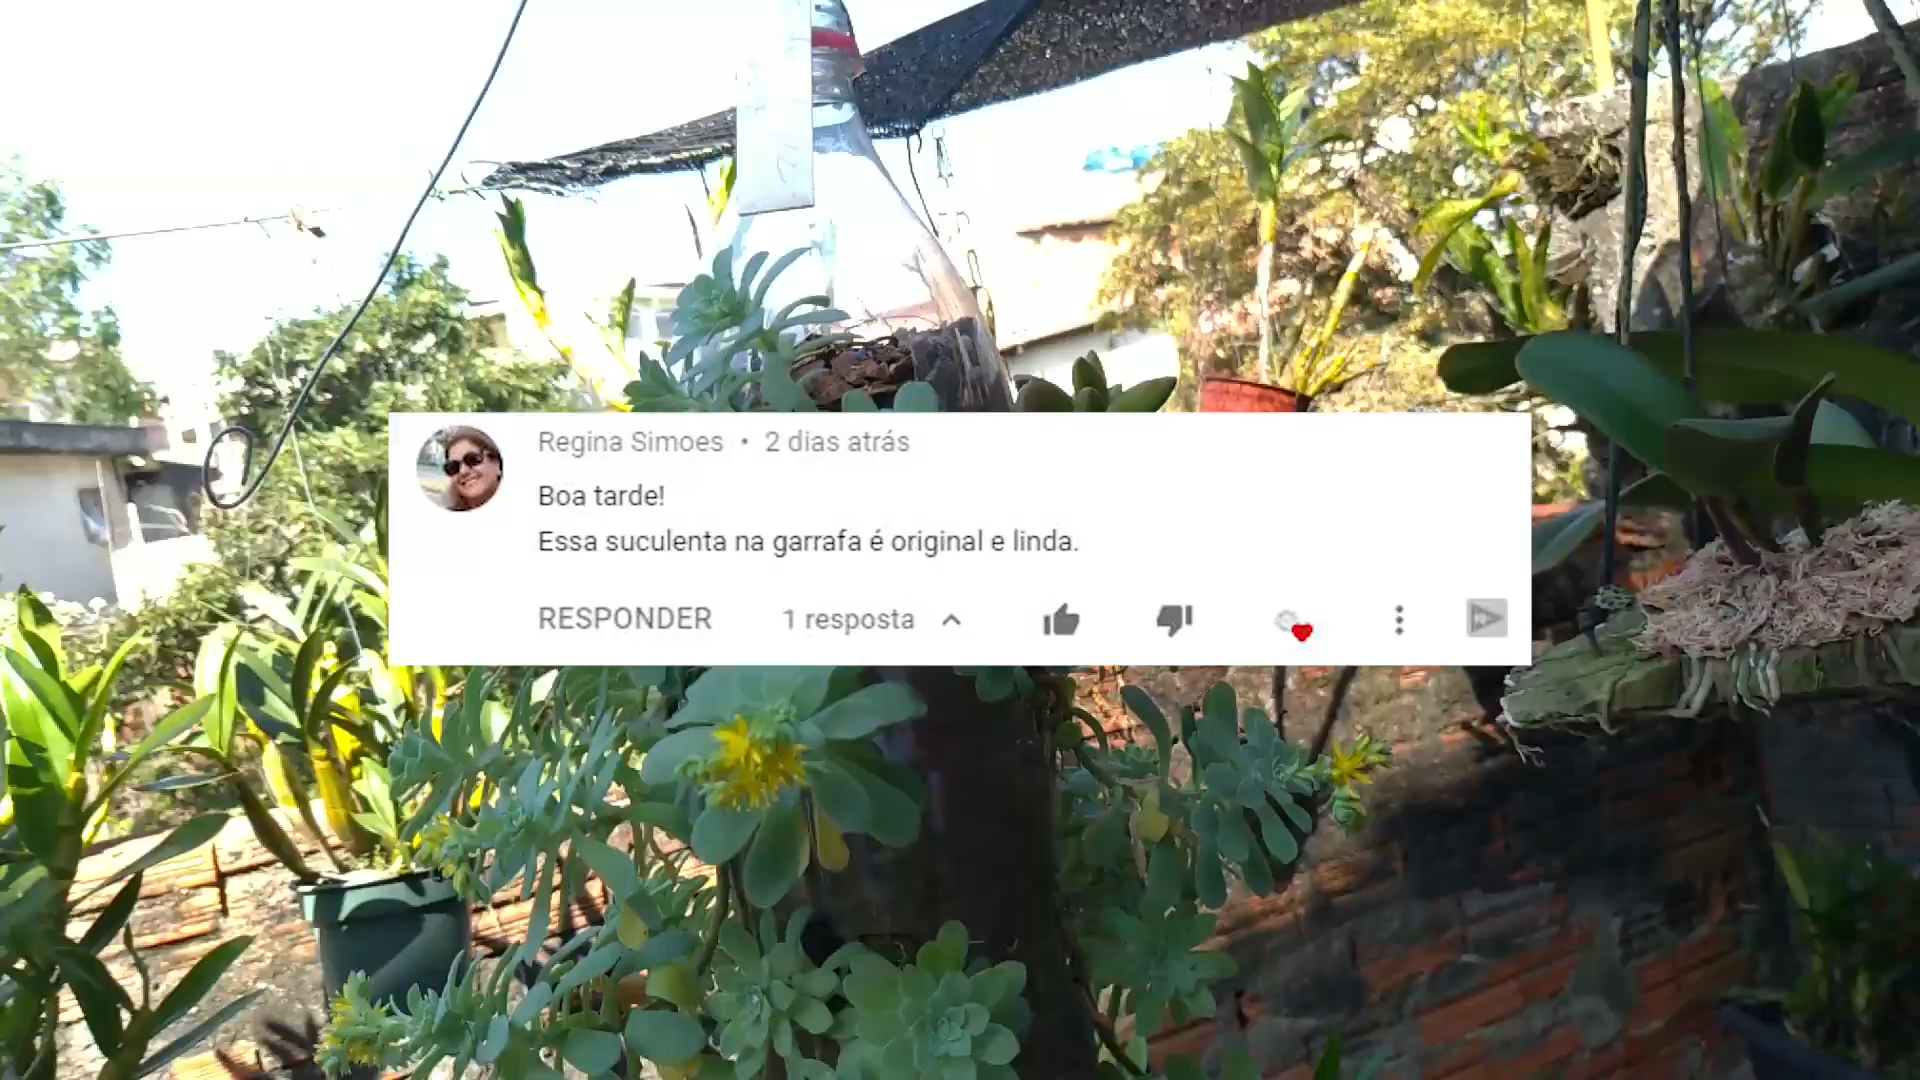 Regina Simoes • 2 dias atrás
Boa tarde!
Essa suculenta na garrafa é original e linda.
RESPONDER 1 resposta